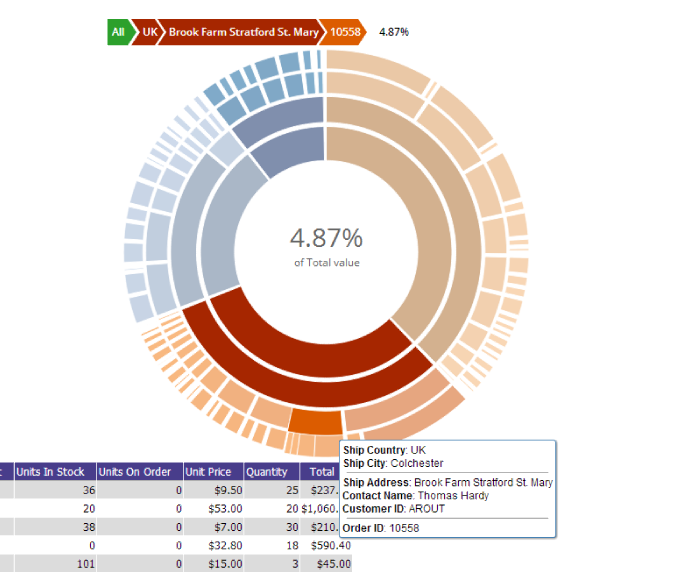 All UK Brook Farm Stratford St. Mary 10558 4.87%
4.87%
of Total value
Ship Country: UK
Ship City: Colchester
Ship Address: Brook Farm Stratford St. Mary
Contact Name: Thomas Hardy
Customer ID: AROUT
Order ID: 10558
Units In Stock Units On Order Unit Price Quantity Total
36 0 $9.50 25 $237.
20 0 $53.00 20 $1,060.
38 0 $7.00 30 $210.
0 0 $32.80 18 $590.40
101 0 $15.00 3 $45.00